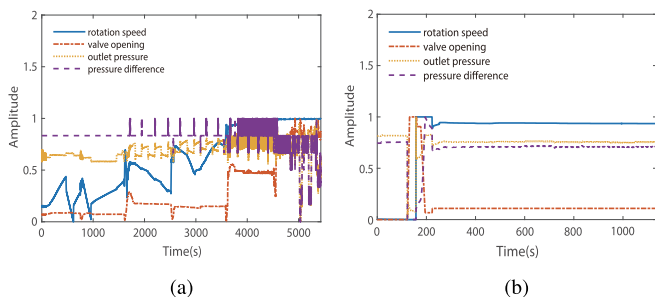 2
rotation speed
valve opening
outlet pressure
pressure difference
1.5
Amplitude
1
0.5
0
0 1000 2000 3000 4000 5000
Time(s)
(a)
2
rotation speed
valve opening
outlet pressure
pressure difference
1.5
Amplitude
1
0.5
0
0 200 400 600 800 1000
Time(s)
(b)